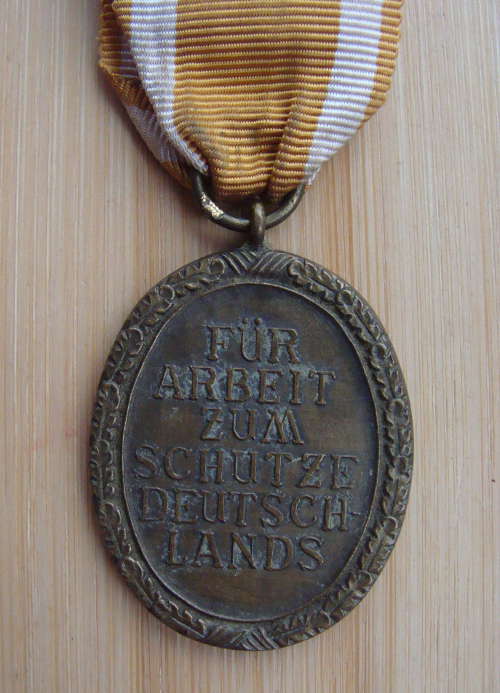 FÜR
ARBEIT
ZUM
SCHUTZE
DEUTSCH-
LANDS